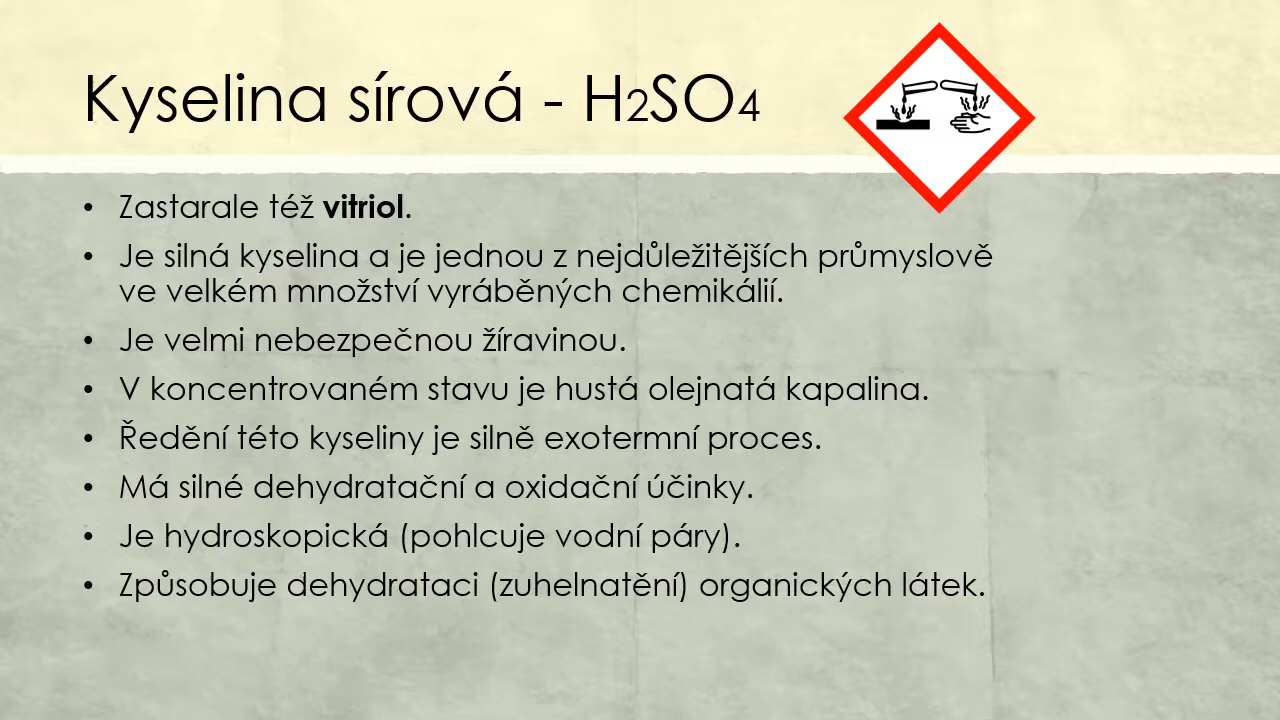 Kyselina sírová - H2SO4
• Zastarale též vitriol.
• Je silná kyselina a je jednou z nejdůležitějších průmyslově
ve velkém množství vyráběných chemikálií.
• Je velmi nebezpečnou žíravinou.
• V koncentrovaném stavu je hustá olejnatá kapalina.
• Ředění této kyseliny je silně exotermní proces.
• Má silné dehydratační a oxidační účinky.
• Je hydroskopická (pohlcuje vodní páry).
• Způsobuje dehydrataci (zuhelnatění) organických látek.